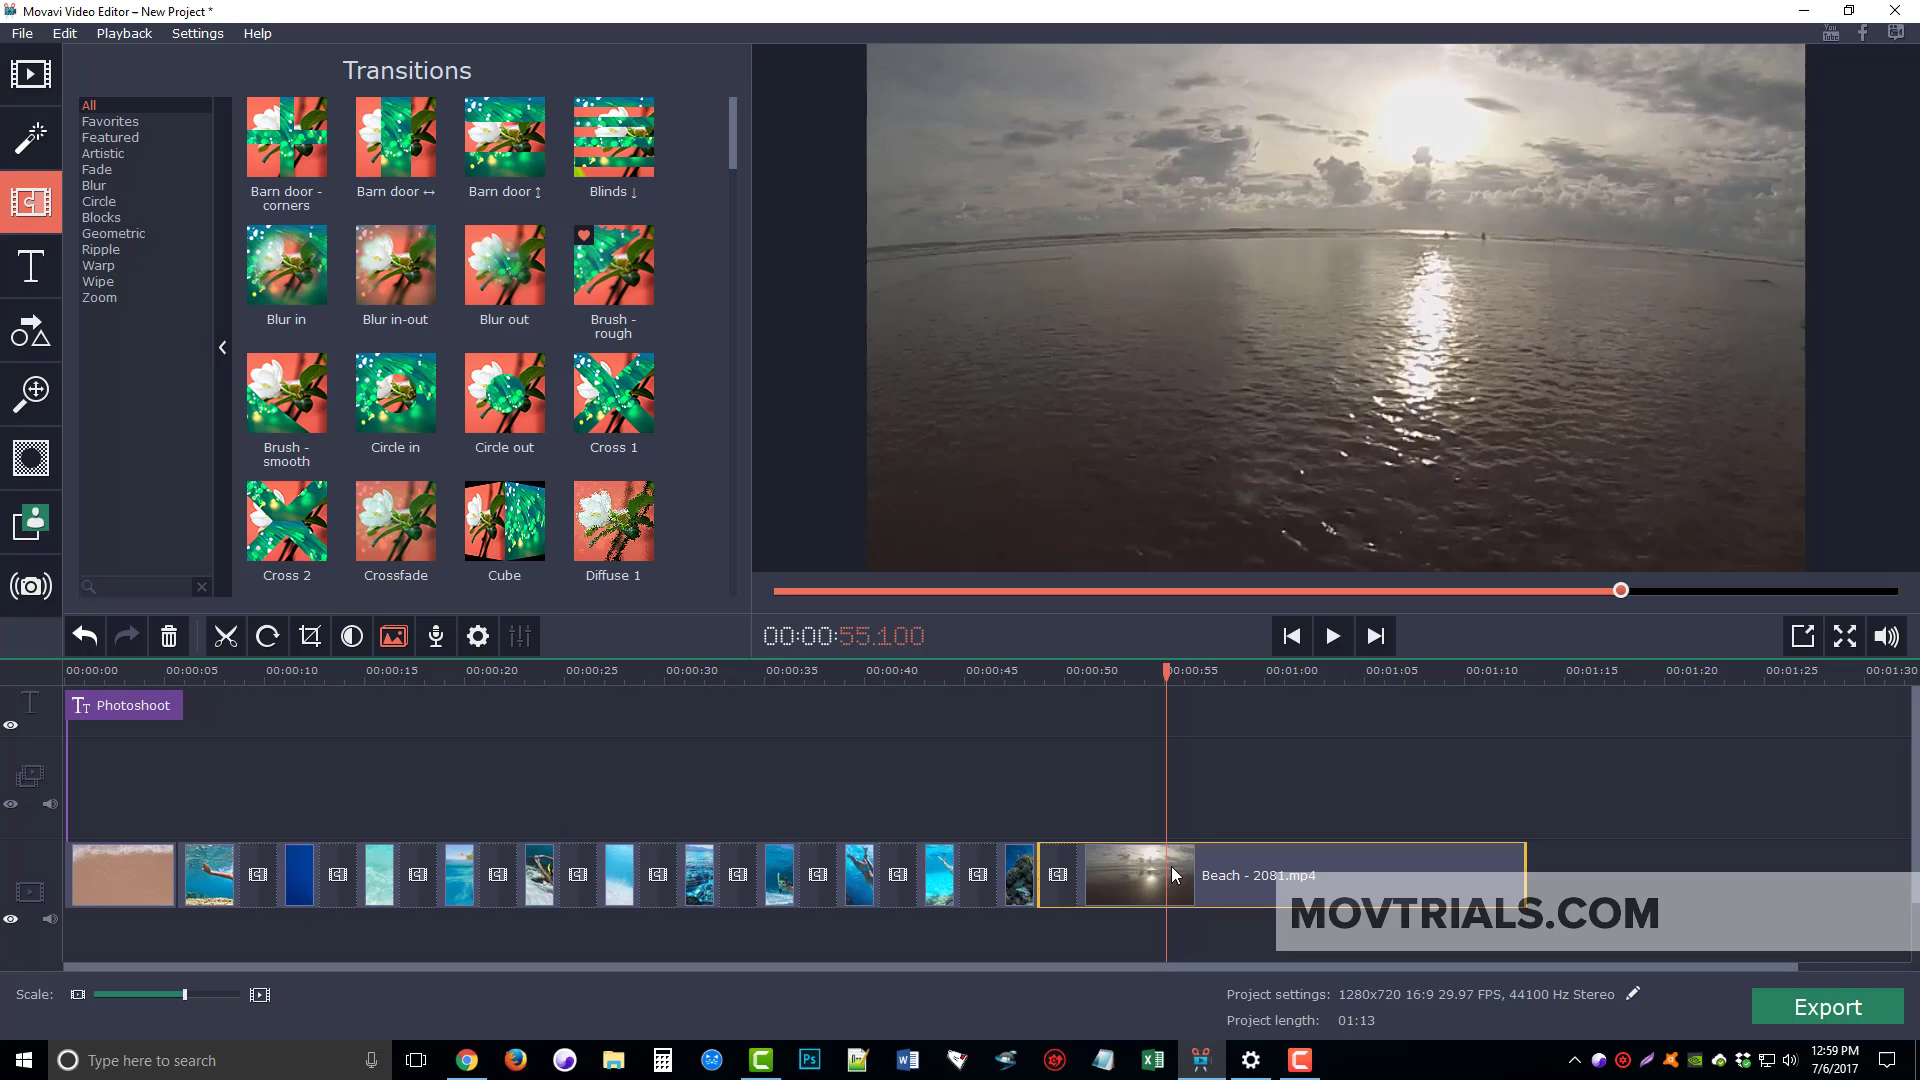 Movavi Video Editor – New Project *
File Edit Playback Settings Help
Transitions
All
Favorites
Featured
Artistic
Fade
Blur
Circle
Blocks
Geometric
Ripple
Warp
Wipe
Zoom
Barn door - corners
Barn door ↔
Barn door ↕
Blinds ↓
Blur in
Blur in-out
Blur out
Brush - rough
Brush - smooth
Circle in
Circle out
Cross 1
Cross 2
Crossfade
Cube
Diffuse 1
00:00:55.100
00:00:00 00:00:05 00:00:10 00:00:15 00:00:20 00:00:25 00:00:30 00:00:35 00:00:40 00:00:45 00:00:50 00:00:55 00:01:00 00:01:05 00:01:10 00:01:15 00:01:20 00:01:25 00:01:30
Photoshoot
Beach - 2081.mp4
MOVTRIALS.COM
Scale:
Project settings: 1280x720 16:9 29.97 FPS, 44100 Hz Stereo
Project length: 01:13
Export
Type here to search
12:59 PM
7/6/2017